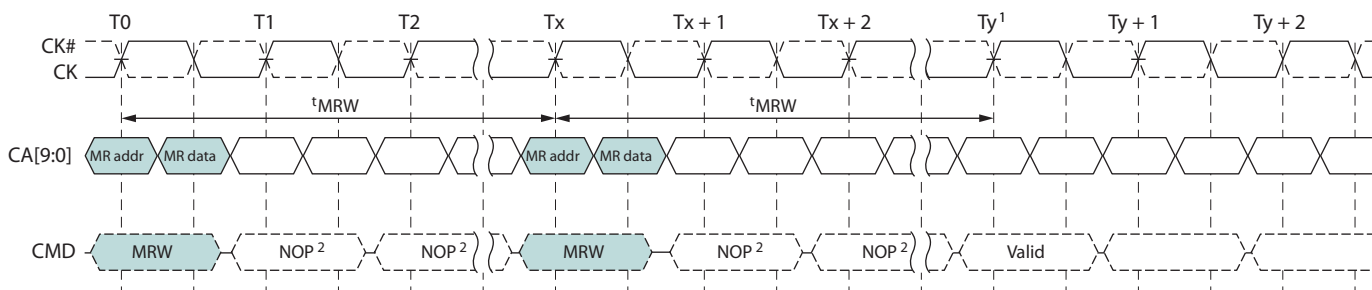 T0 T1 T2 Tx Tx + 1 Tx + 2 Ty¹ Ty + 1 Ty + 2
CK#
CK
ᵗMRW ᵗMRW
CA[9:0] MR addr MR data MR addr MR data
CMD MRW NOP ² NOP ² MRW NOP ² NOP ² Valid